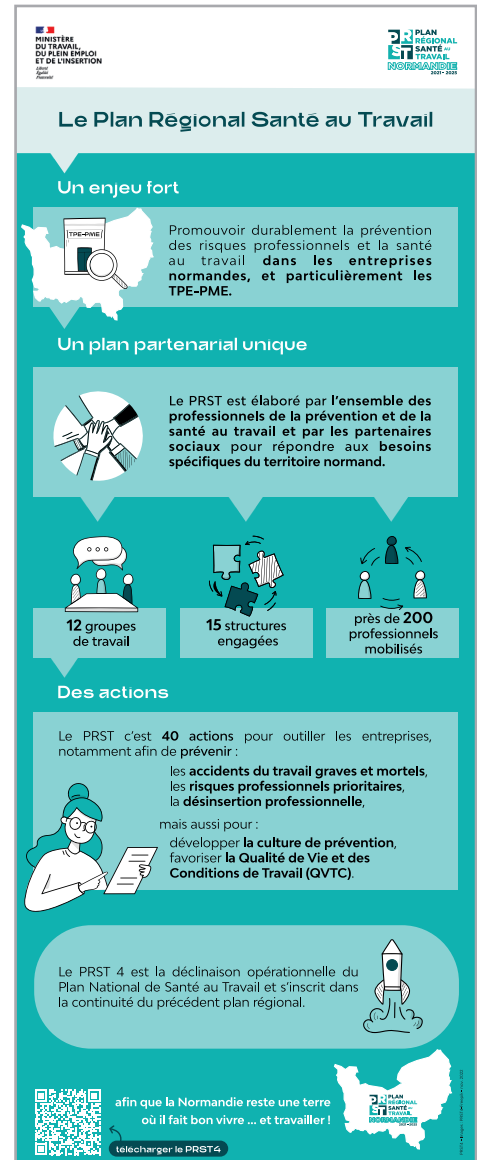 MINISTÈRE
DU TRAVAIL,
DU PLEIN EMPLOI
ET DE L'INSERTION
Liberté
Égalité
Fraternité
PRST
PLAN
RÉGIONAL
SANTÉ AU
TRAVAIL
NORMANDIE
2021-2025
Le Plan Régional Santé au Travail
Un enjeu fort
TPE-PME
Promouvoir durablement la prévention
des risques professionnels et la santé
au travail dans les entreprises
normandes, et particulièrement les
TPE-PME.
Un plan partenarial unique
Le PRST est élaboré par l'ensemble des
professionnels de la prévention et de la
santé au travail et par les partenaires
sociaux pour répondre aux besoins
spécifiques du territoire normand.
12 groupes
de travail
15 structures
engagées
près de 200
professionnels
mobilisés
Des actions
Le PRST c'est 40 actions pour outiller les entreprises,
notamment afin de prévenir :
les accidents du travail graves et mortels,
les risques professionnels prioritaires,
la désinsertion professionnelle,
mais aussi pour :
développer la culture de prévention,
favoriser la Qualité de Vie et des
Conditions de Travail (QVTC).
Le PRST 4 est la déclinaison opérationnelle du
Plan National de Santé au Travail et s'inscrit dans
la continuité du précédent plan régional.
afin que la Normandie reste une terre
où il fait bon vivre ... et travailler !
télécharger le PRST4
PRST
PLAN
RÉGIONAL
SANTÉ AU
TRAVAIL
NORMANDIE
2021-2025